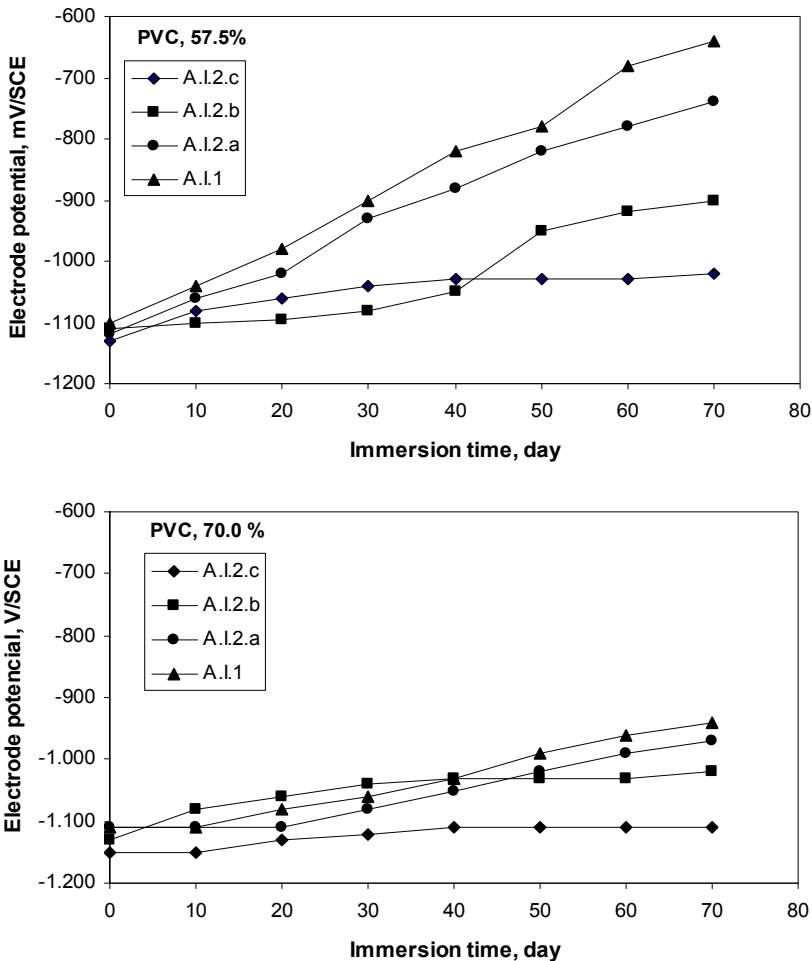 PVC, 57.5%
A.I.2.c
A.I.2.b
A.I.2.a
A.I.1
Electrode potential, mV/SCE
-600
-700
-800
-900
-1000
-1100
-1200
0 10 20 30 40 50 60 70 80
Immersion time, day
PVC, 70.0 %
A.I.2.c
A.I.2.b
A.I.2.a
A.I.1
Electrode potencial, V/SCE
-600
-700
-800
-900
-1.000
-1.100
-1.200
0 10 20 30 40 50 60 70 80
Immersion time, day